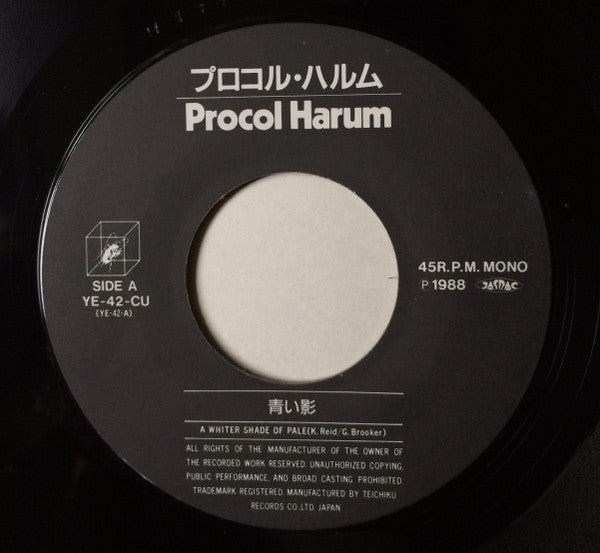 プロコル・ハルム
Procol Harum
SIDE A
YE-42-CU
(YE-42-A)
45R.P.M. MONO
P 1988 JASRAC
青い影
A WHITER SHADE OF PALE(K. Reid/G. Brooker)
ALL RIGHTS OF THE MANUFACTURER OF THE OWNER OF
THE RECORDED WORK RESERVED. UNAUTHORIZED COPYING,
PUBLIC PERFORMANCE, AND BROAD CASTING PROHIBITED.
TRADEMARK REGISTERED. MANUFACTURED BY TEICHIKU
RECORDS CO., LTD. JAPAN